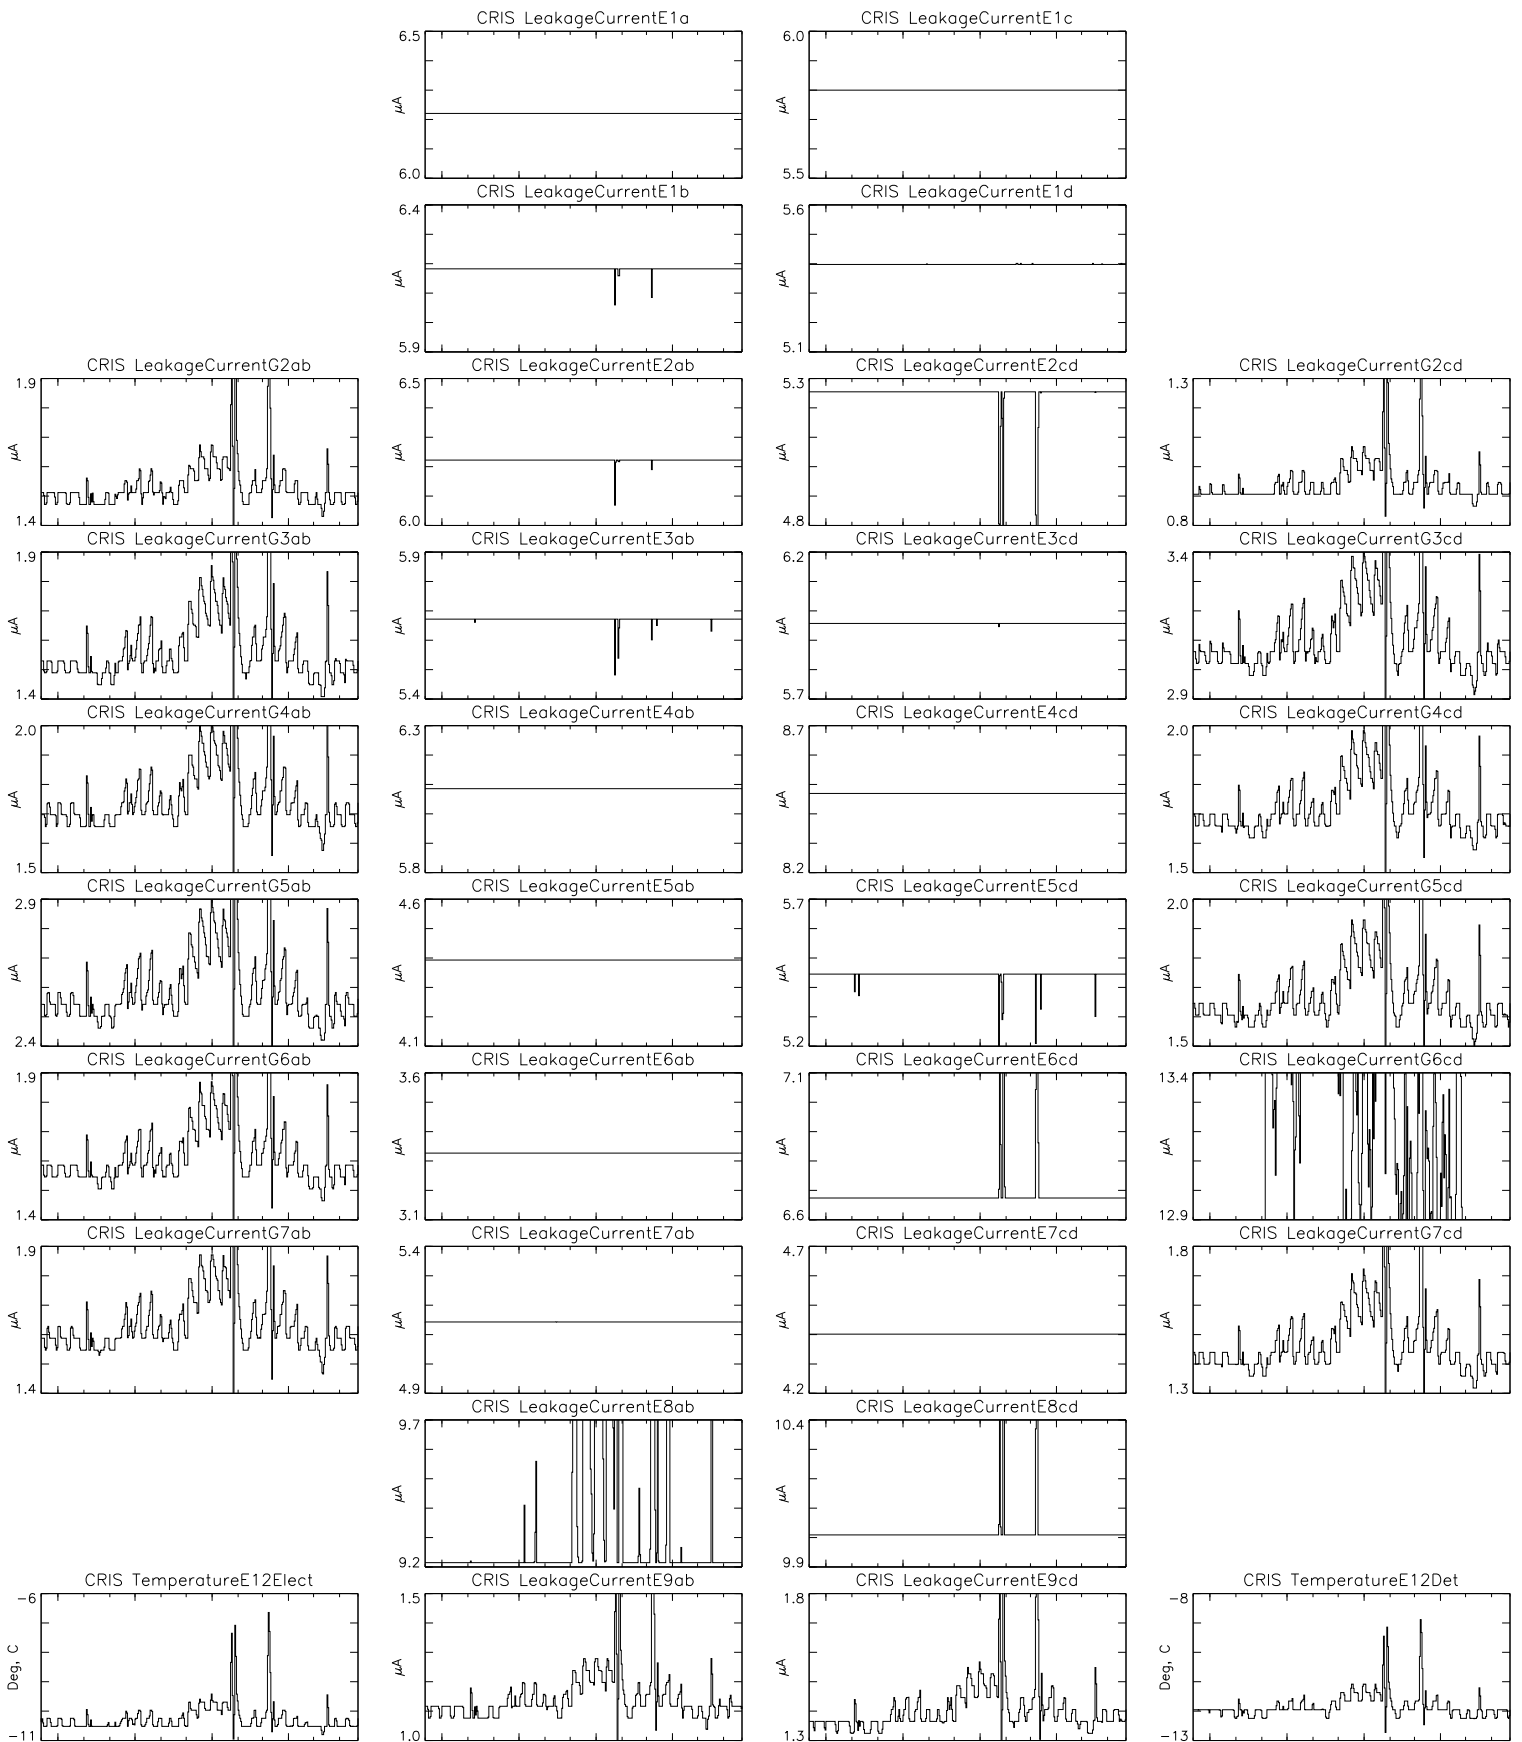 CRIS LeakageCurrentE1a
6.5
μA
6.0
CRIS LeakageCurrentE1c
6.0
μA
5.5
CRIS LeakageCurrentE1b
6.4
μA
5.9
CRIS LeakageCurrentE1d
5.6
μA
5.1
CRIS LeakageCurrentG2ab
1.9
μA
1.4
CRIS LeakageCurrentE2ab
6.5
μA
6.0
CRIS LeakageCurrentE2cd
5.3
μA
4.8
CRIS LeakageCurrentG2cd
1.3
μA
0.8
CRIS LeakageCurrentG3ab
1.9
μA
1.4
CRIS LeakageCurrentE3ab
5.9
μA
5.4
CRIS LeakageCurrentE3cd
6.2
μA
5.7
CRIS LeakageCurrentG3cd
3.4
μA
2.9
CRIS LeakageCurrentG4ab
2.0
μA
1.5
CRIS LeakageCurrentE4ab
6.3
μA
5.8
CRIS LeakageCurrentE4cd
8.7
μA
8.2
CRIS LeakageCurrentG4cd
2.0
μA
1.5
CRIS LeakageCurrentG5ab
2.9
μA
2.4
CRIS LeakageCurrentE5ab
4.6
μA
4.1
CRIS LeakageCurrentE5cd
5.7
μA
5.2
CRIS LeakageCurrentG5cd
2.0
μA
1.5
CRIS LeakageCurrentG6ab
1.9
μA
1.4
CRIS LeakageCurrentE6ab
3.6
μA
3.1
CRIS LeakageCurrentE6cd
7.1
μA
6.6
CRIS LeakageCurrentG6cd
13.4
μA
12.9
CRIS LeakageCurrentG7ab
1.9
μA
1.4
CRIS LeakageCurrentE7ab
5.4
μA
4.9
CRIS LeakageCurrentE7cd
4.7
μA
4.2
CRIS LeakageCurrentG7cd
1.8
μA
1.3
CRIS LeakageCurrentE8ab
9.7
μA
9.2
CRIS LeakageCurrentE8cd
10.4
μA
9.9
CRIS TemperatureE12Elect
-6
Deg, C
-11
CRIS LeakageCurrentE9ab
1.5
μA
1.0
CRIS LeakageCurrentE9cd
1.8
μA
1.3
CRIS TemperatureE12Det
-8
Deg, C
-13